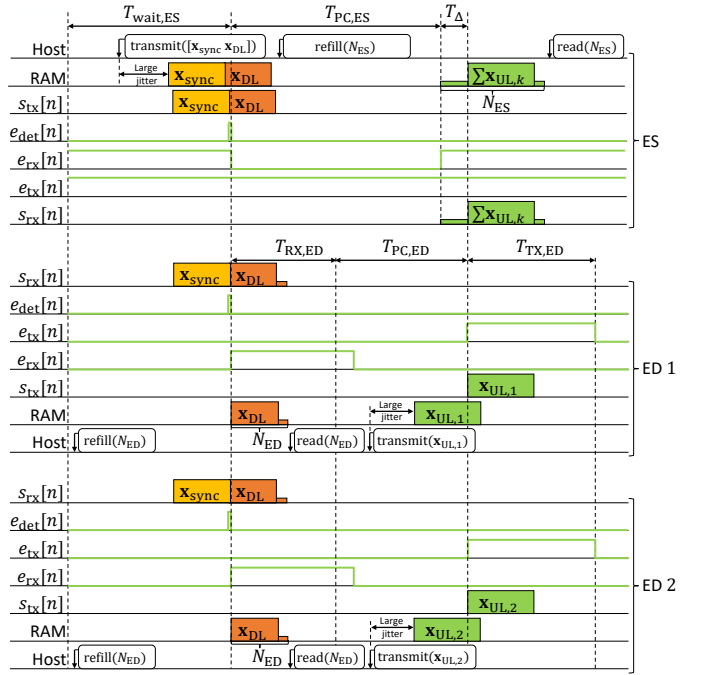 T_wait,ES T_PC,ES T_Δ
Host transmit([x_sync x_DL]) refill(N_ES) read(N_ES)
Large
jitter
RAM x_sync x_DL ∑x_UL,k
N_ES
s_tx[n] x_sync x_DL
e_det[n]
ES
e_rx[n]
e_tx[n]
s_rx[n] ∑x_UL,k
T_RX,ED T_PC,ED T_TX,ED
s_rx[n] x_sync x_DL
e_det[n]
e_tx[n]
e_rx[n] ED 1
s_tx[n] x_UL,1
Large
jitter
RAM x_DL x_UL,1
N_ED
Host refill(N_ED) read(N_ED) transmit(x_UL,1)
s_rx[n] x_sync x_DL
e_det[n]
e_tx[n]
e_rx[n] ED 2
s_tx[n] x_UL,2
Large
jitter
RAM x_DL x_UL,2
N_ED
Host refill(N_ED) read(N_ED) transmit(x_UL,2)